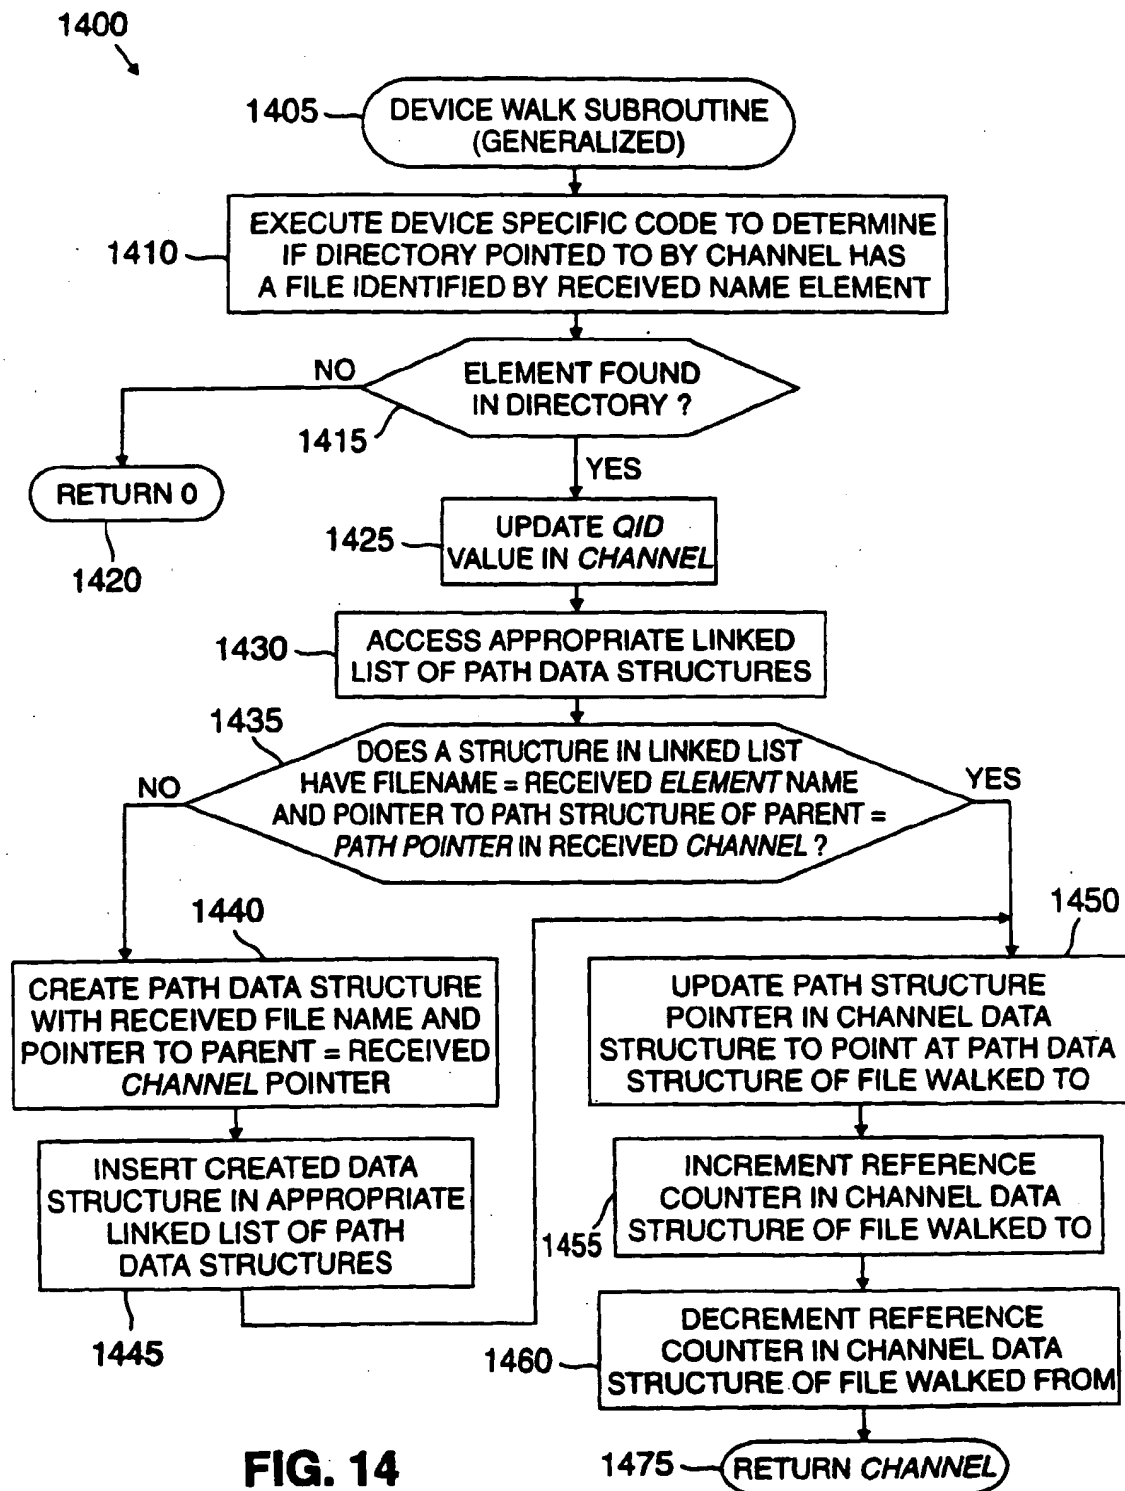 1400
1405
DEVICE WALK SUBROUTINE
(GENERALIZED)
1410
EXECUTE DEVICE SPECIFIC CODE TO DETERMINE
IF DIRECTORY POINTED TO BY CHANNEL HAS
A FILE IDENTIFIED BY RECEIVED NAME ELEMENT
NO
ELEMENT FOUND
IN DIRECTORY ?
1415
YES
RETURN 0
1420
1425
UPDATE QID
VALUE IN CHANNEL
1430
ACCESS APPROPRIATE LINKED
LIST OF PATH DATA STRUCTURES
1435
DOES A STRUCTURE IN LINKED LIST
HAVE FILENAME = RECEIVED ELEMENT NAME
AND POINTER TO PATH STRUCTURE OF PARENT =
PATH POINTER IN RECEIVED CHANNEL ?
NO
YES
1440
CREATE PATH DATA STRUCTURE
WITH RECEIVED FILE NAME AND
POINTER TO PARENT = RECEIVED
CHANNEL POINTER
INSERT CREATED DATA
STRUCTURE IN APPROPRIATE
LINKED LIST OF PATH
DATA STRUCTURES
1445
1450
UPDATE PATH STRUCTURE
POINTER IN CHANNEL DATA
STRUCTURE TO POINT AT PATH DATA
STRUCTURE OF FILE WALKED TO
INCREMENT REFERENCE
COUNTER IN CHANNEL DATA
STRUCTURE OF FILE WALKED TO
1455
DECREMENT REFERENCE
COUNTER IN CHANNEL DATA
STRUCTURE OF FILE WALKED FROM
1460
1475
RETURN CHANNEL
FIG. 14